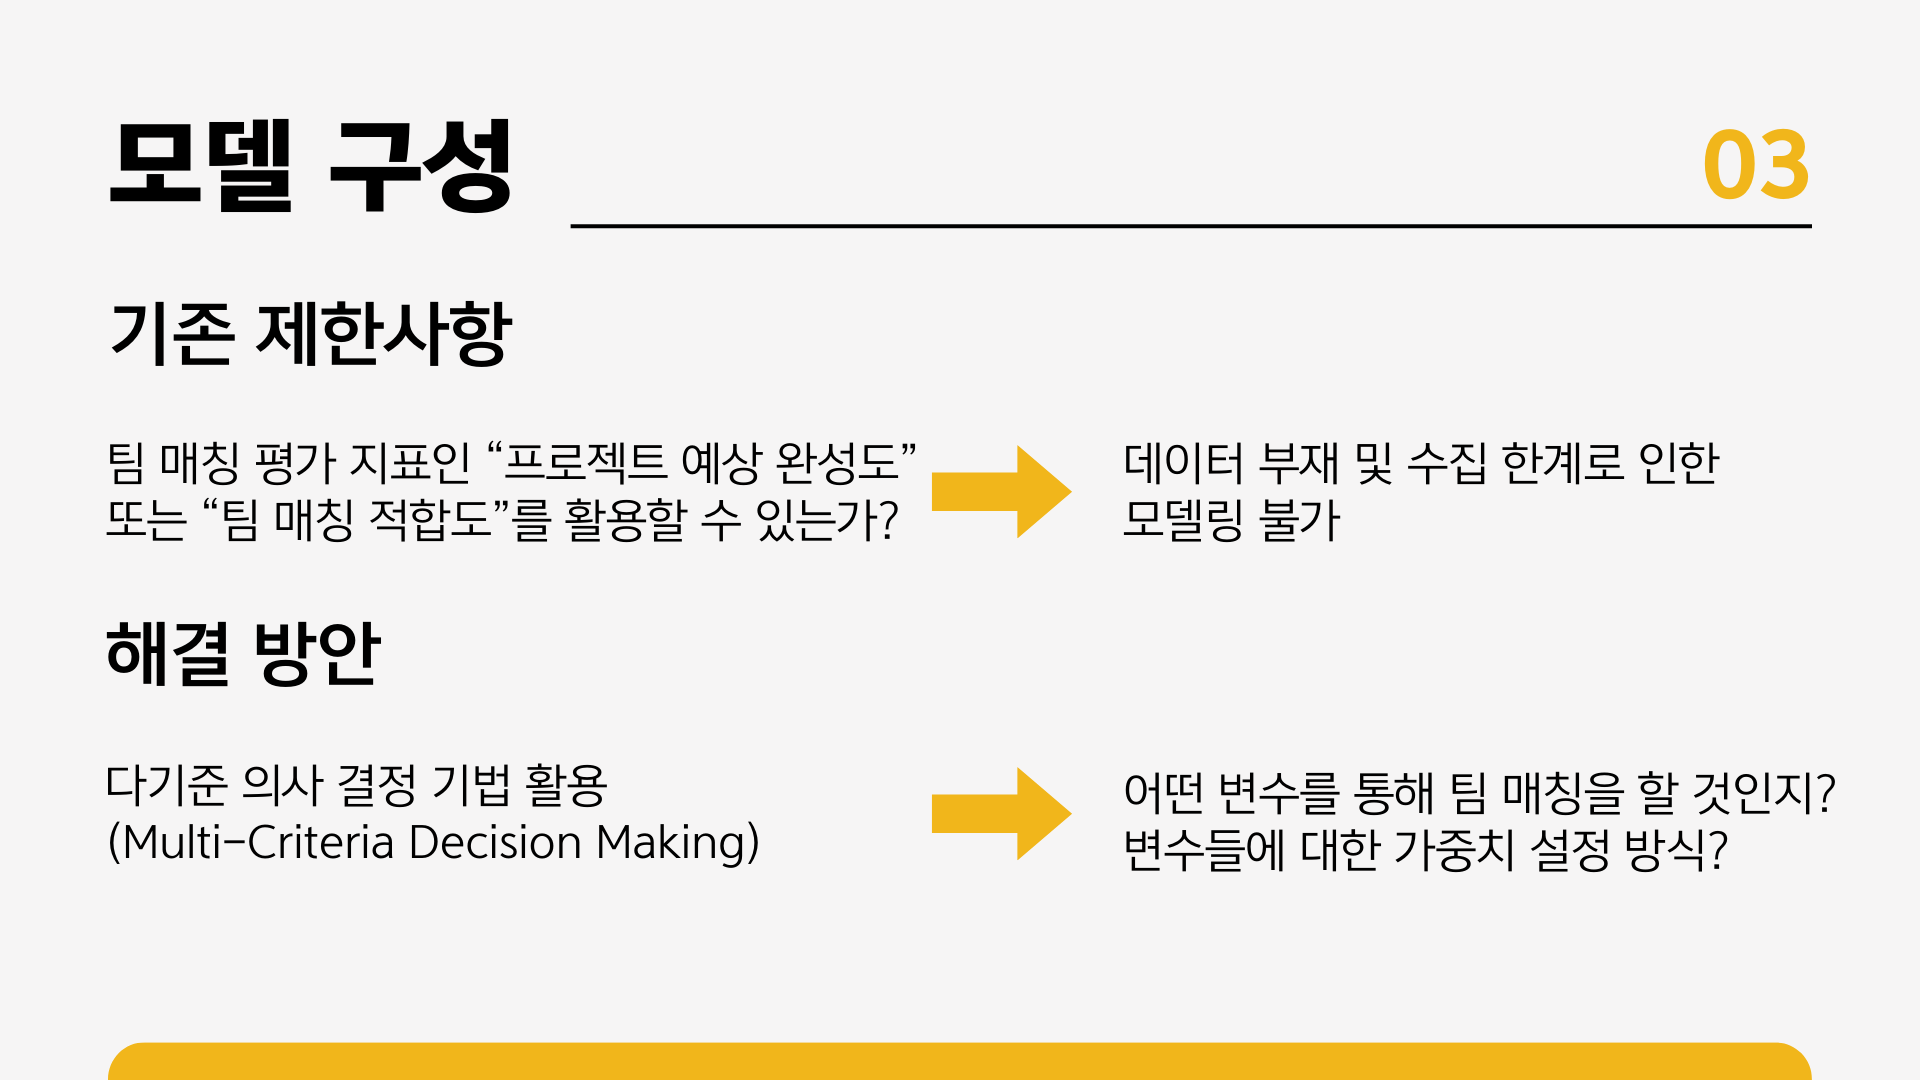 모델 구성
03
기존 제한사항
팀 매칭 평가 지표인 “프로젝트 예상 완성도”
또는 “팀 매칭 적합도”를 활용할 수 있는가?
데이터 부재 및 수집 한계로 인한
모델링 불가
해결 방안
다기준 의사 결정 기법 활용
(Multi-Criteria Decision Making)
어떤 변수를 통해 팀 매칭을 할 것인지?
변수들에 대한 가중치 설정 방식?